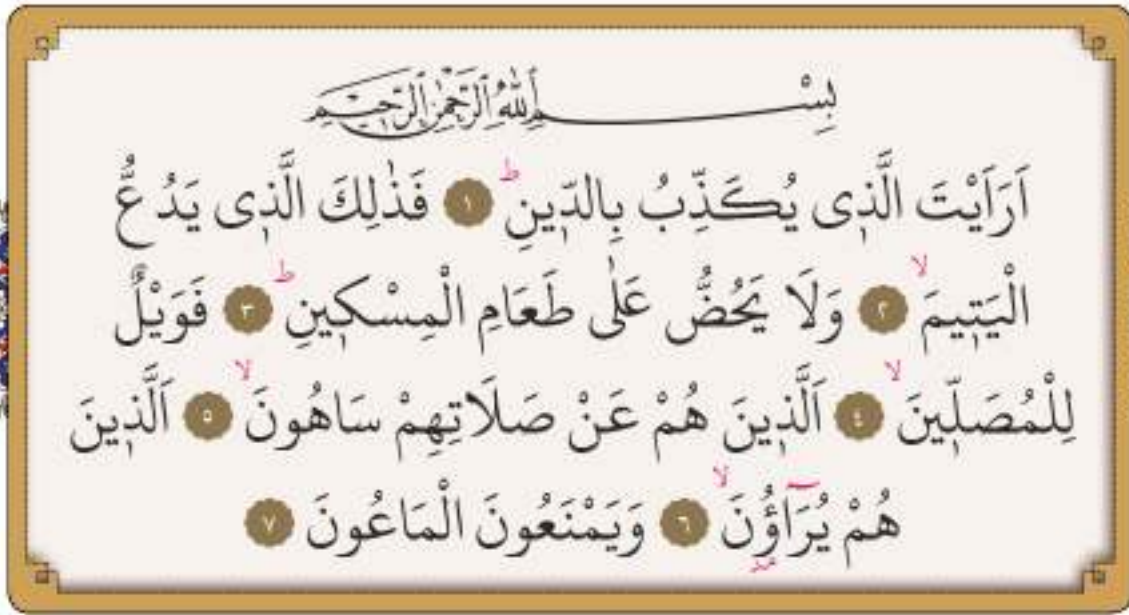 بِسْمِ اللّٰهِ الرَّحْمٰنِ الرَّحِيمِ
اَرَاَيْتَ الَّذ۪ى يُكَذِّبُ بِالدّ۪ينِۜ ﴿١﴾ فَذٰلِكَ الَّذ۪ى يَدُعُّ
الْيَت۪يمَۙ ﴿٢﴾ وَلَا يَحُضُّ عَلٰى طَعَامِ الْمِسْك۪ينِۜ ﴿٣﴾ فَوَيْلٌ
لِلْمُصَلّ۪ينَۙ ﴿٤﴾ اَلَّذ۪ينَ هُمْ عَنْ صَلَاتِهِمْ سَاهُونَۙ ﴿٥﴾ اَلَّذ۪ينَ
هُمْ يُرَٓاؤُ۫نَۙ ﴿٦﴾ وَيَمْنَعُونَ الْمَاعُونَ ﴿٧﴾